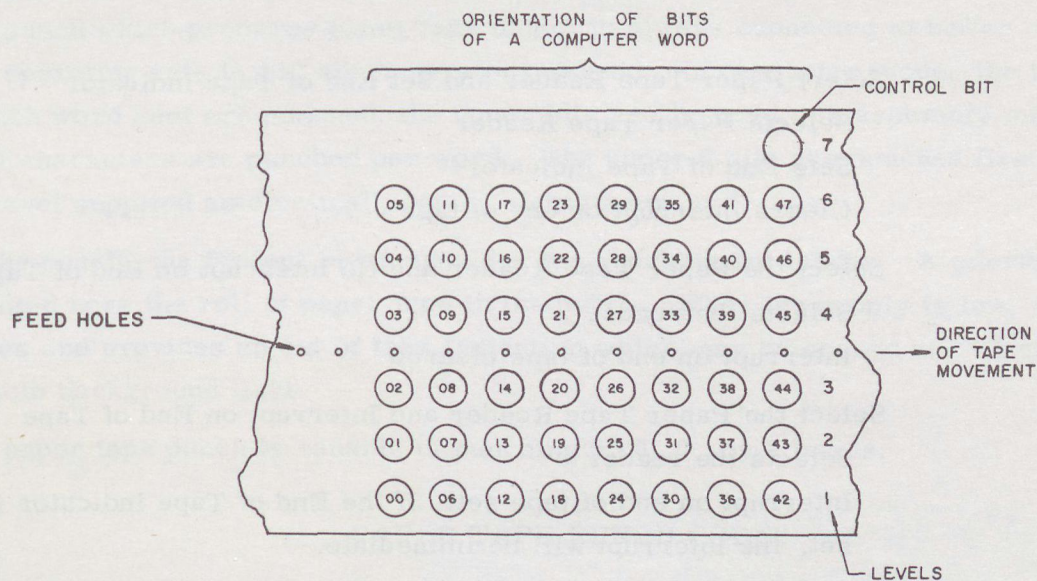 ORIENTATION OF BITS
OF A COMPUTER WORD
CONTROL BIT
7
05 11 17 23 29 35 41 47 6
04 10 16 22 28 34 40 46 5
03 09 15 21 27 33 39 45 4
FEED HOLES
DIRECTION
OF TAPE
MOVEMENT
02 08 14 20 26 32 38 44 3
01 07 13 19 25 31 37 43 2
00 06 12 18 24 30 36 42 1
LEVELS